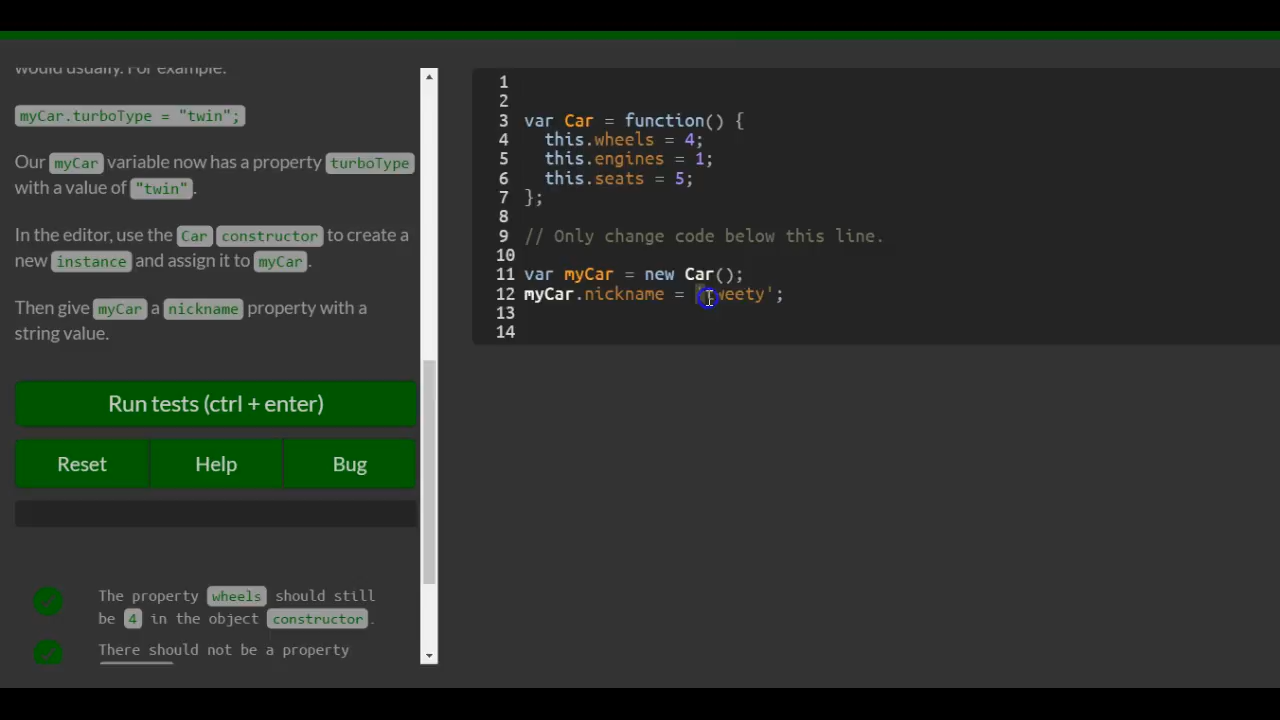 would usually. For example:
myCar.turboType = "twin";
Our myCar variable now has a property turboType
with a value of "twin".
In the editor, use the Car constructor to create a
new instance and assign it to myCar.
Then give myCar a nickname property with a
string value.
Run tests (ctrl + enter)
Reset Help Bug
The property wheels should still
be 4 in the object constructor.
There should not be a property
1
2
3 var Car = function() {
4 this.wheels = 4;
5 this.engines = 1;
6 this.seats = 5;
7 };
8
9 // Only change code below this line.
10
11 var myCar = new Car();
12 myCar.nickname = 'Tweety';
13
14